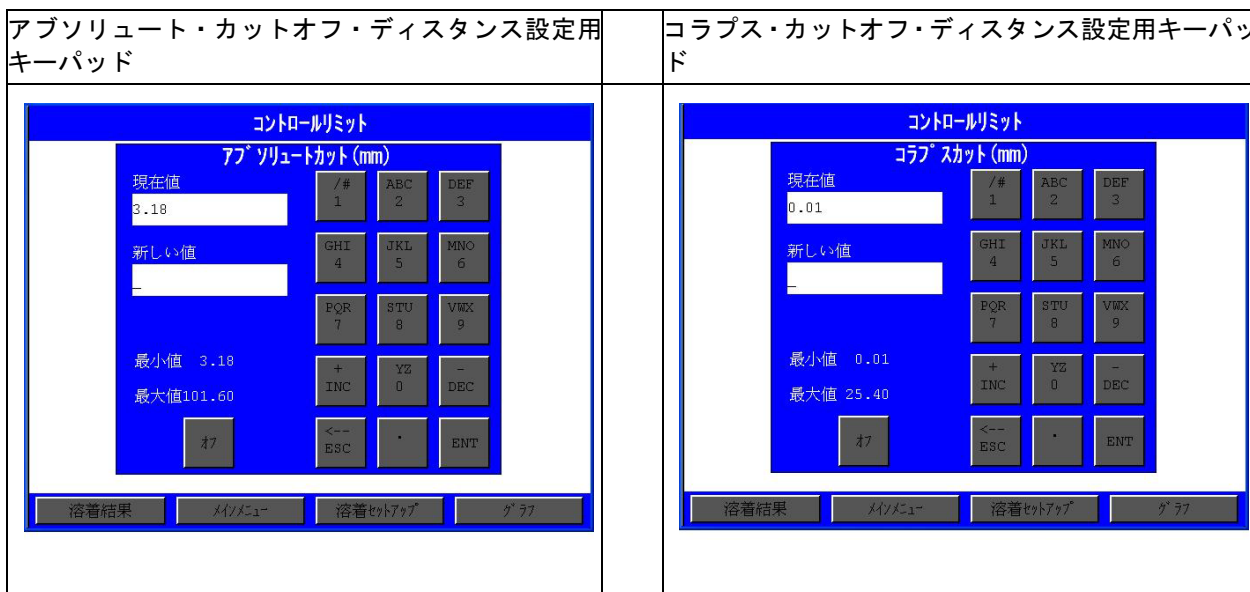 アブソリュート・カットオフ・ディスタンス設定用
キーパッド
コラプス・カットオフ・ディスタンス設定用キーパッ
ド
コントロールリミット
アブソリュートカット(mm)
現在値
3.18
新しい値
_
最小値 3.18
最大値101.60
オフ
/# ABC DEF
1 2 3
GHI JKL MNO
4 5 6
PQR STU VWX
7 8 9
+ YZ -
INC 0 DEC
<-- . ENT
ESC
溶着結果 メインメニュー 溶着セットアップ グラフ
コントロールリミット
コラプスカット(mm)
現在値
0.01
新しい値
_
最小値 0.01
最大値 25.40
オフ
/# ABC DEF
1 2 3
GHI JKL MNO
4 5 6
PQR STU VWX
7 8 9
+ YZ -
INC 0 DEC
<-- . ENT
ESC
溶着結果 メインメニュー 溶着セットアップ グラフ